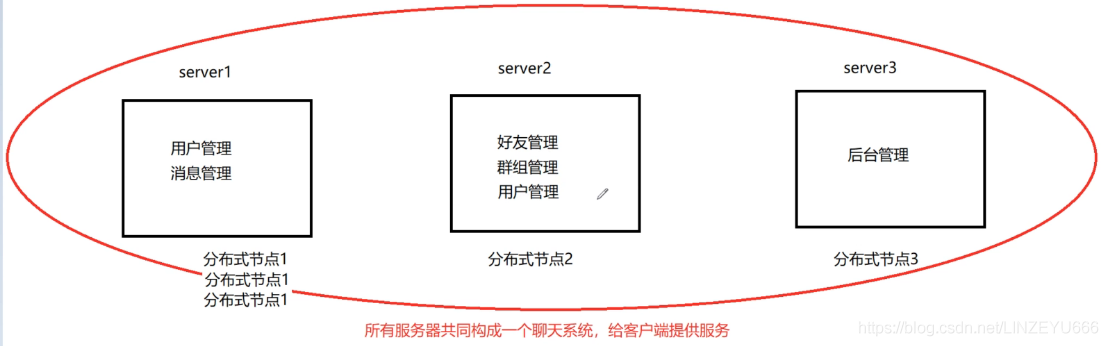 server1
server2
server3
用户管理
消息管理
好友管理
群组管理
用户管理
后台管理
分布式节点1
分布式节点1
分布式节点1
分布式节点2
分布式节点3
所有服务器共同构成一个聊天系统，给客户端提供服务
https://blog.csdn.net/LINZEYU666